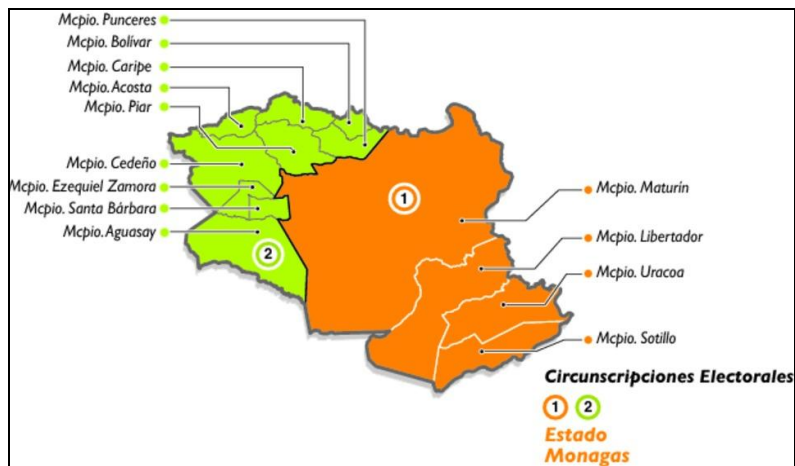 Mcpio. Punceres
Mcpio. Bolívar
Mcpio. Caripe
Mcpio. Acosta
Mcpio. Piar
Mcpio. Cedeño
Mcpio. Ezequiel Zamora
Mcpio. Santa Bárbara
Mcpio. Aguasay
1
2
Mcpio. Maturín
Mcpio. Libertador
Mcpio. Uracoa
Mcpio. Sotillo
Circunscripciones Electorales
1 2
Estado
Monagas